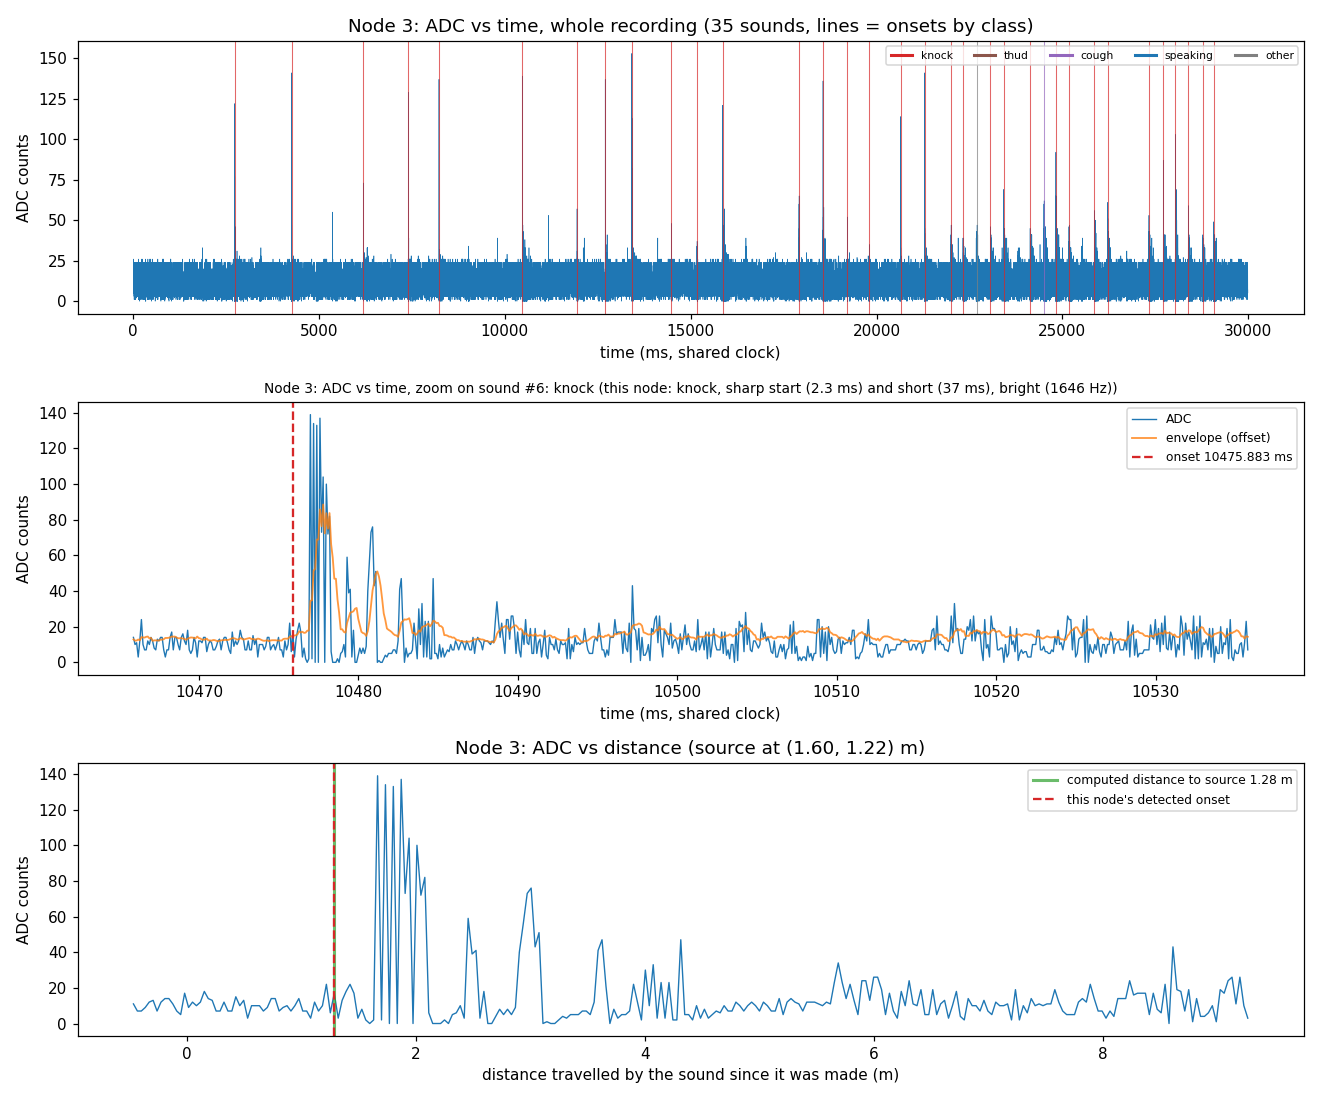 Node 3: ADC vs time, whole recording (35 sounds, lines = onsets by class)
ADC counts
150
125
100
75
50
25
0
knock
thud
cough
speaking
other
0
5000
10000
15000
20000
25000
30000
time (ms, shared clock)
Node 3: ADC vs time, zoom on sound #6: knock (this node: knock, sharp start (2.3 ms) and short (37 ms), bright (1646 Hz))
ADC counts
140
120
100
80
60
40
20
0
ADC
envelope (offset)
onset 10475.883 ms
10470
10480
10490
10500
10510
10520
10530
time (ms, shared clock)
Node 3: ADC vs distance (source at (1.60, 1.22) m)
ADC counts
140
120
100
80
60
40
20
0
computed distance to source 1.28 m
this node's detected onset
0
2
4
6
8
distance travelled by the sound since it was made (m)